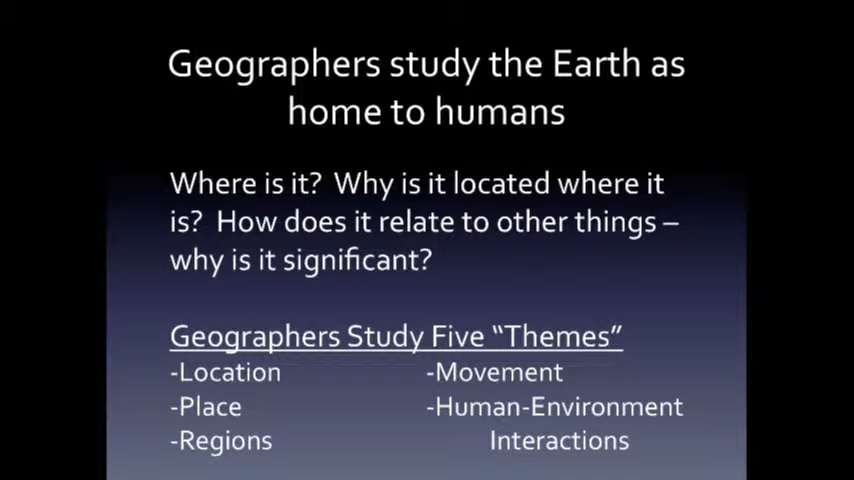 Geographers study the Earth as
home to humans
Where is it? Why is it located where it
is? How does it relate to other things –
why is it significant?
Geographers Study Five “Themes”
-Location
-Place
-Regions
-Movement
-Human-Environment
Interactions